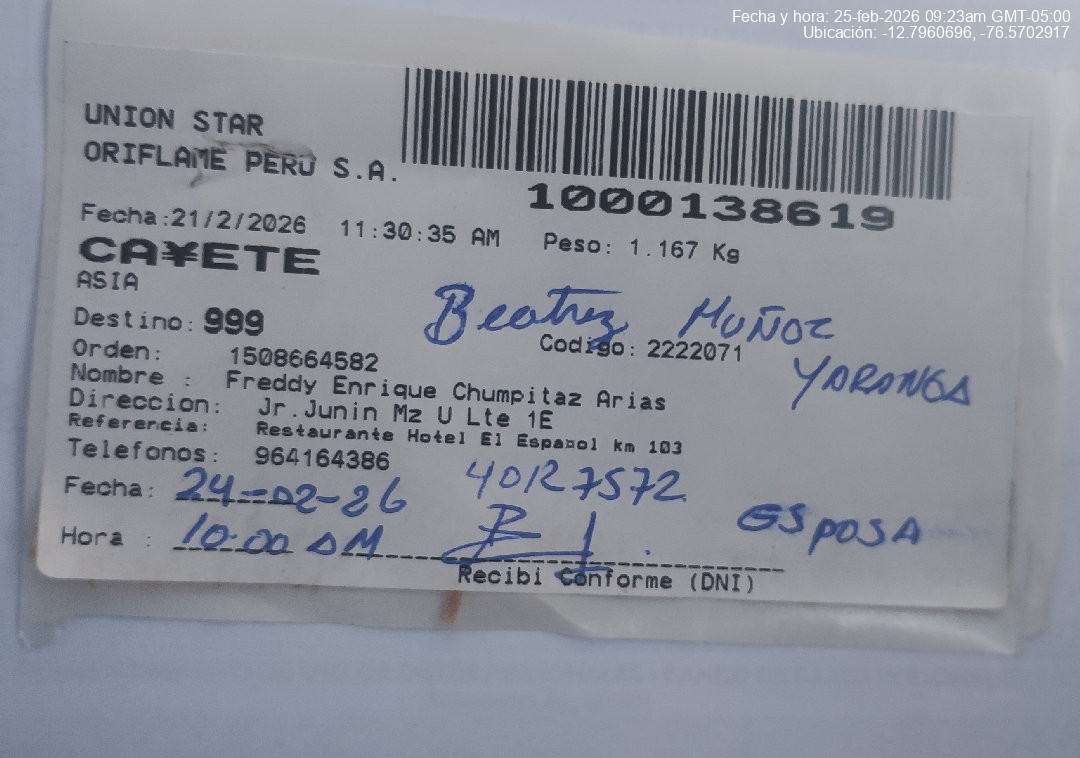 Fecha y hora: 25-feb-2026 09:23am GMT-05:00
Ubicación: -12.7960696, -76.5702917
UNION STAR
ORIFLAME PERU S.A.
1000138619
Fecha:21/2/2026 11:30:35 AM Peso: 1.167 Kg
CA¥ETE
ASIA
Beatriz MUÑOZ
YARANGA
Destino: 999
Codigo: 2222071
Orden: 1508664582
Nombre : Freddy Enrique Chumpitaz Arias
Direccion: Jr.Junin Mz U Lte 1E
Referencia: Restaurante Hotel El Espanol km 103
Telefonos: 964164386
40127572
Fecha: 24-02-26
ESPOSA
Hora : 10:00 AM
Recibi Conforme (DNI)